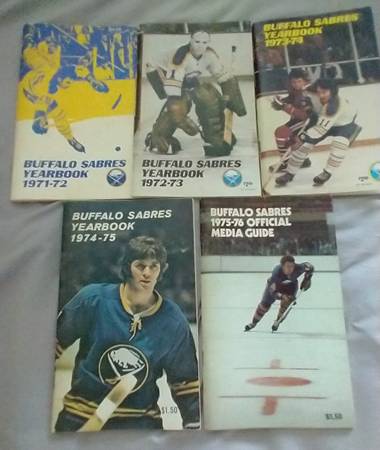 BUFFALO SABRES
YEARBOOK
1971-72
BUFFALO SABRES
YEARBOOK
1972-73
BUFFALO SABRES
YEARBOOK
1973-74
11
BUFFALO SABRES
YEARBOOK
1974-75
$1.50
BUFFALO SABRES
1975-76 OFFICIAL
MEDIA GUIDE
$1.50